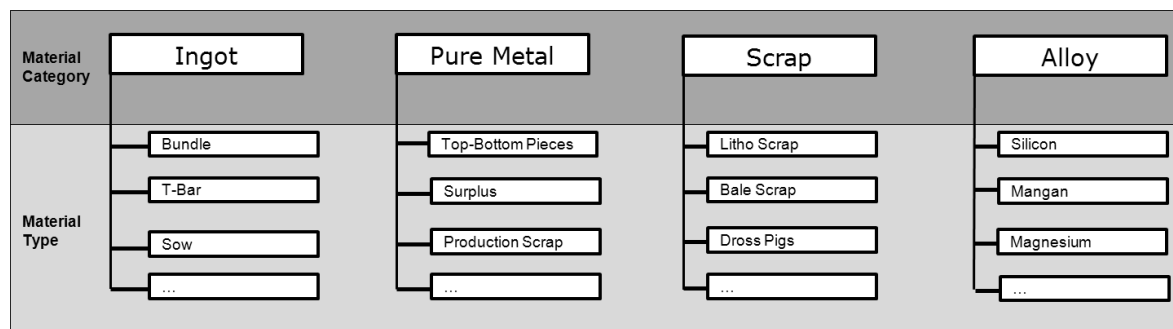 Material
Category
Ingot
Pure Metal
Scrap
Alloy
Material
Type
Bundle
T-Bar
Sow
...
Top-Bottom Pieces
Surplus
Production Scrap
...
Litho Scrap
Bale Scrap
Dross Pigs
...
Silicon
Mangan
Magnesium
...